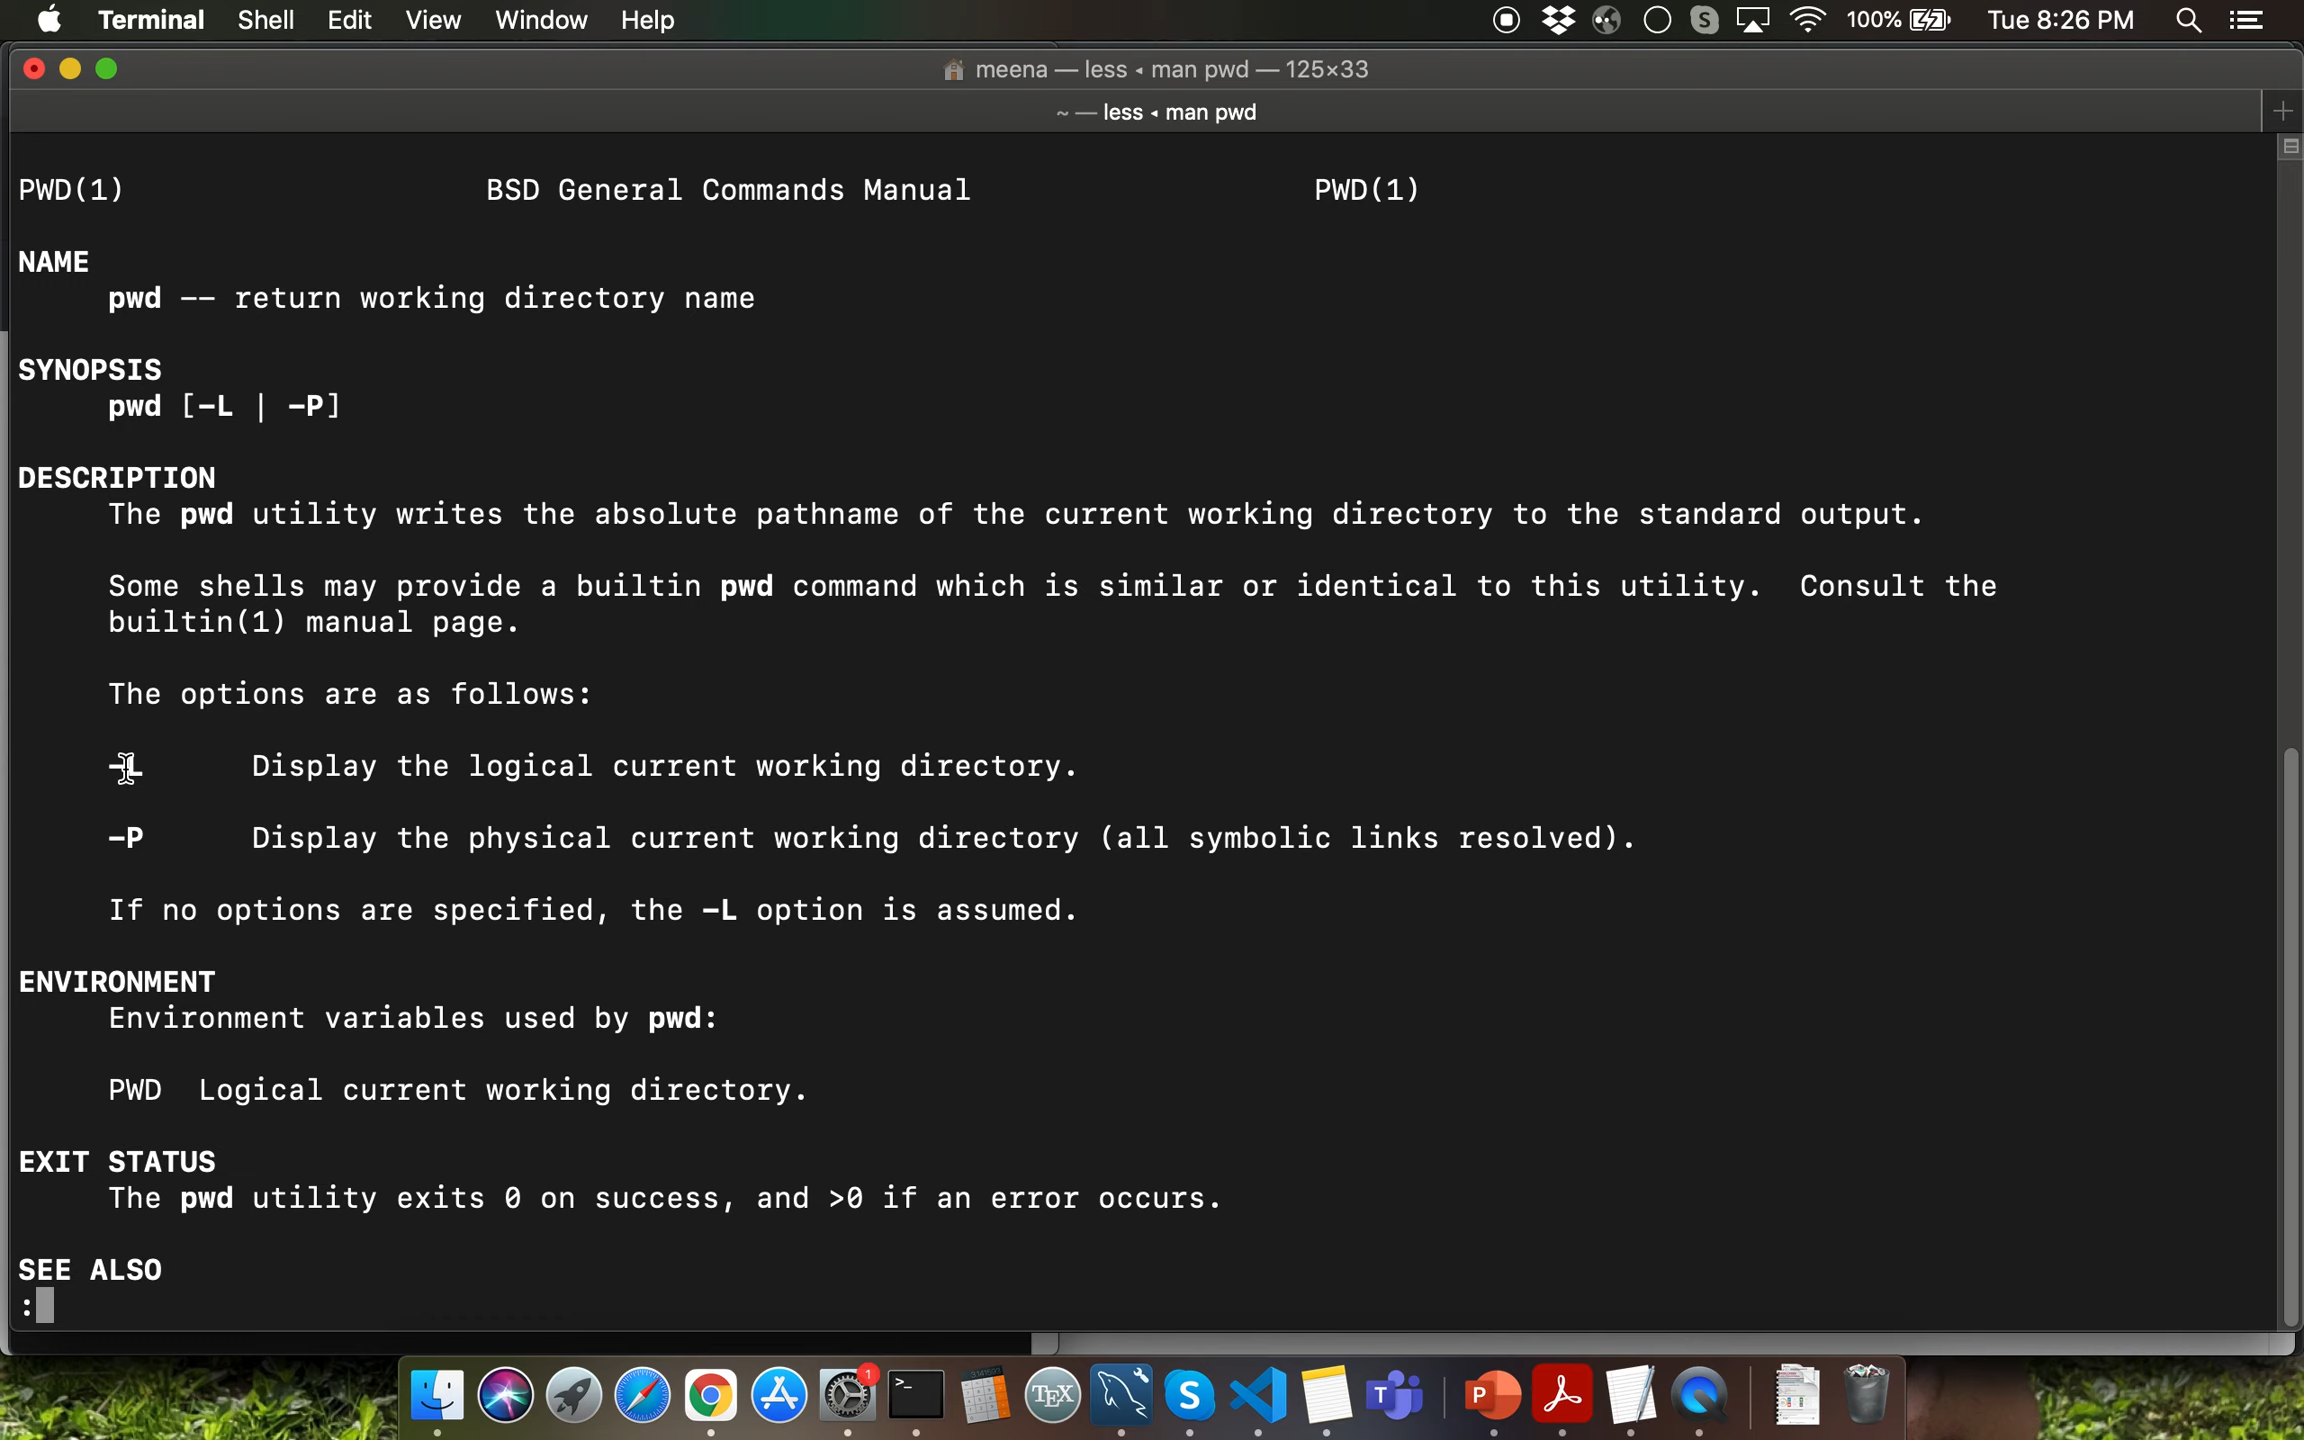 Terminal Shell Edit View Window Help 100% Tue 8:26 PM
meena — less ◂ man pwd — 125×33
~ — less ◂ man pwd
PWD(1) BSD General Commands Manual PWD(1)
NAME
pwd -- return working directory name
SYNOPSIS
pwd [-L | -P]
DESCRIPTION
The pwd utility writes the absolute pathname of the current working directory to the standard output.
Some shells may provide a builtin pwd command which is similar or identical to this utility. Consult the
builtin(1) manual page.
The options are as follows:
-L Display the logical current working directory.
-P Display the physical current working directory (all symbolic links resolved).
If no options are specified, the -L option is assumed.
ENVIRONMENT
Environment variables used by pwd:
PWD Logical current working directory.
EXIT STATUS
The pwd utility exits 0 on success, and >0 if an error occurs.
SEE ALSO
:
1
>_
TEX
S
T
P